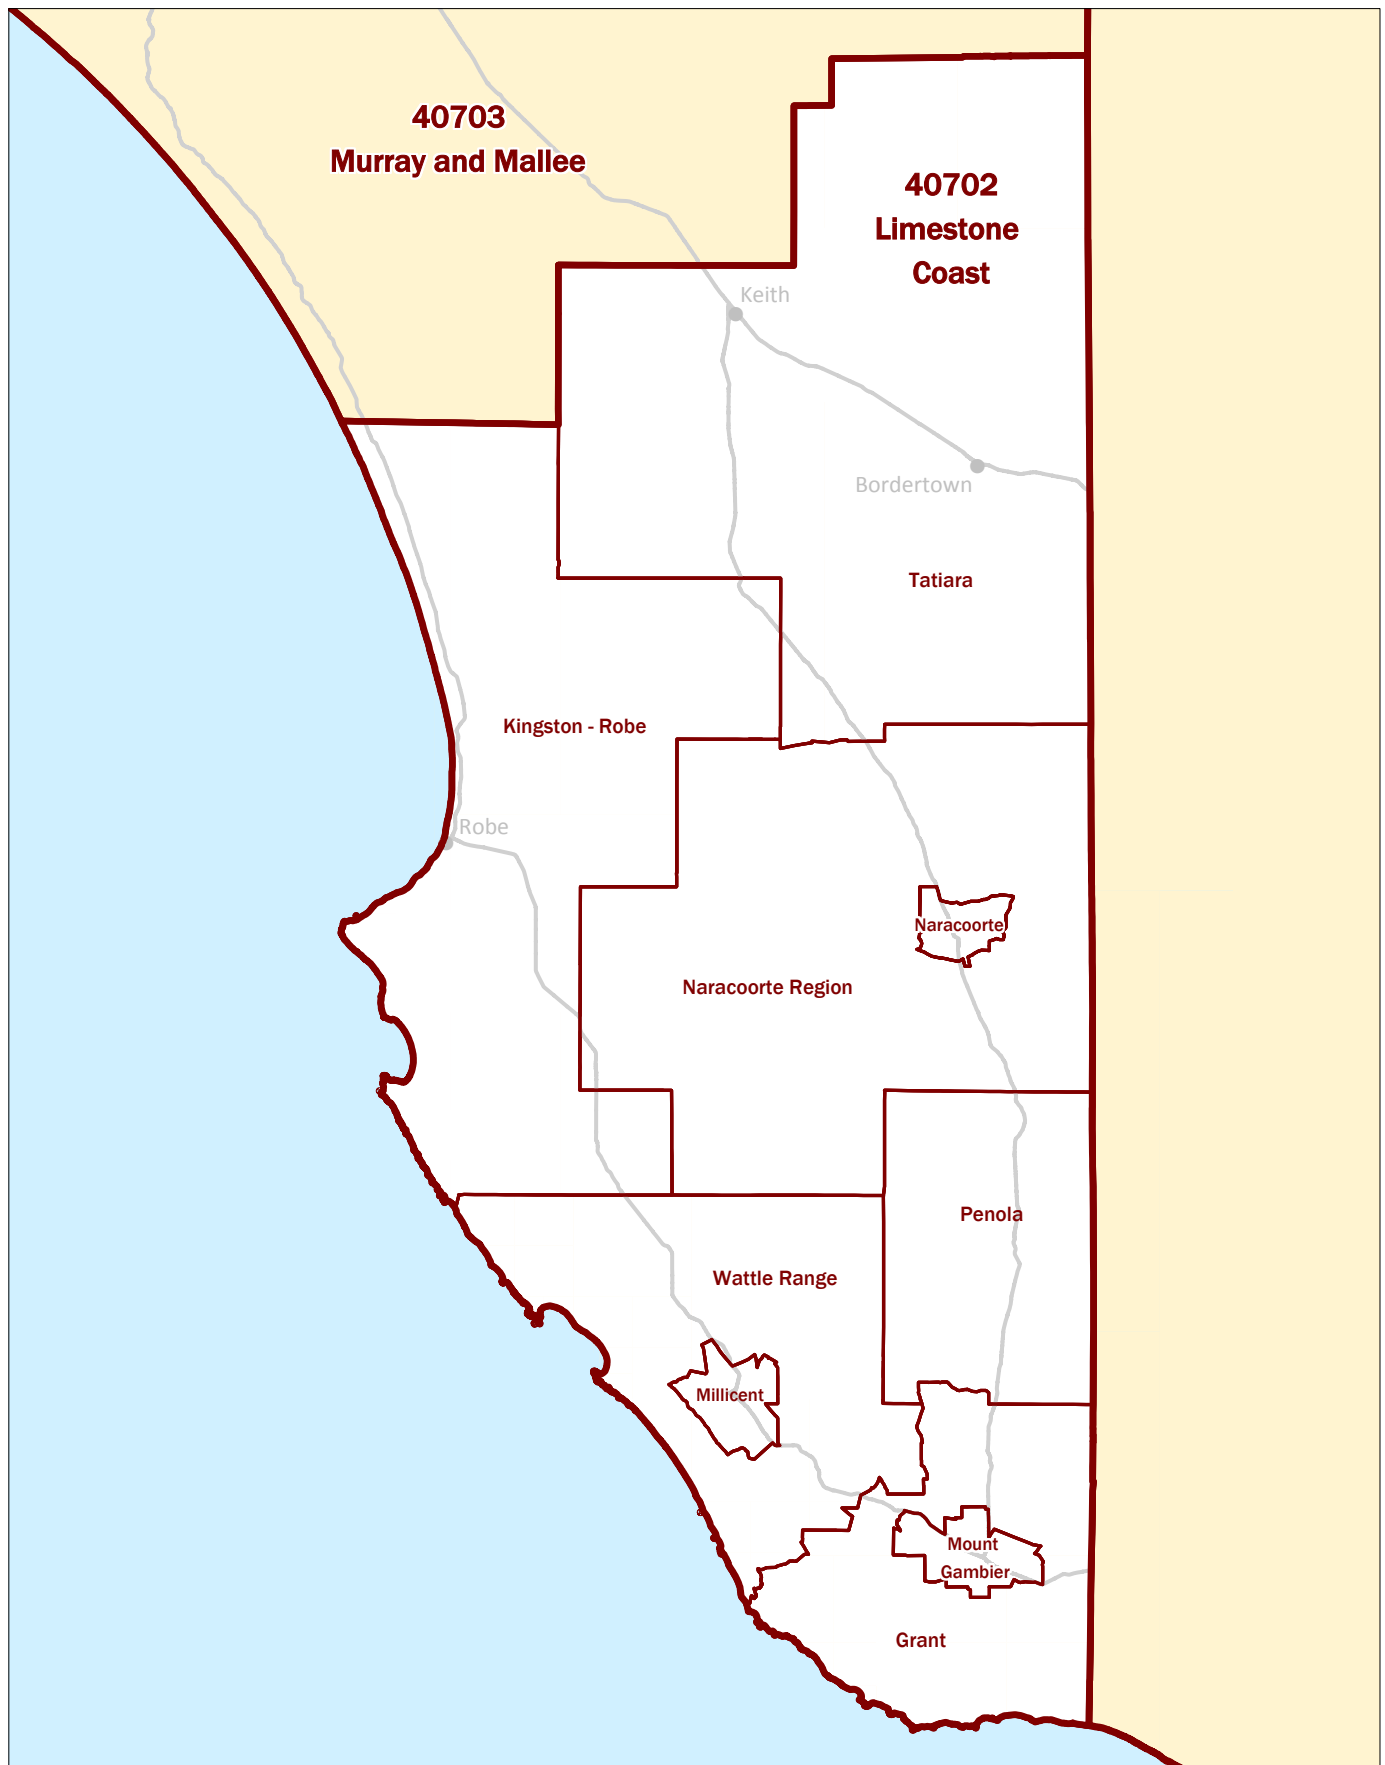 40703
Murray and Mallee
40702
Limestone
Coast
Keith
Bordertown
Tatiara
Kingston - Robe
Robe
Naracoorte
Naracoorte Region
Penola
Wattle Range
Millicent
Mount
Gambier
Grant